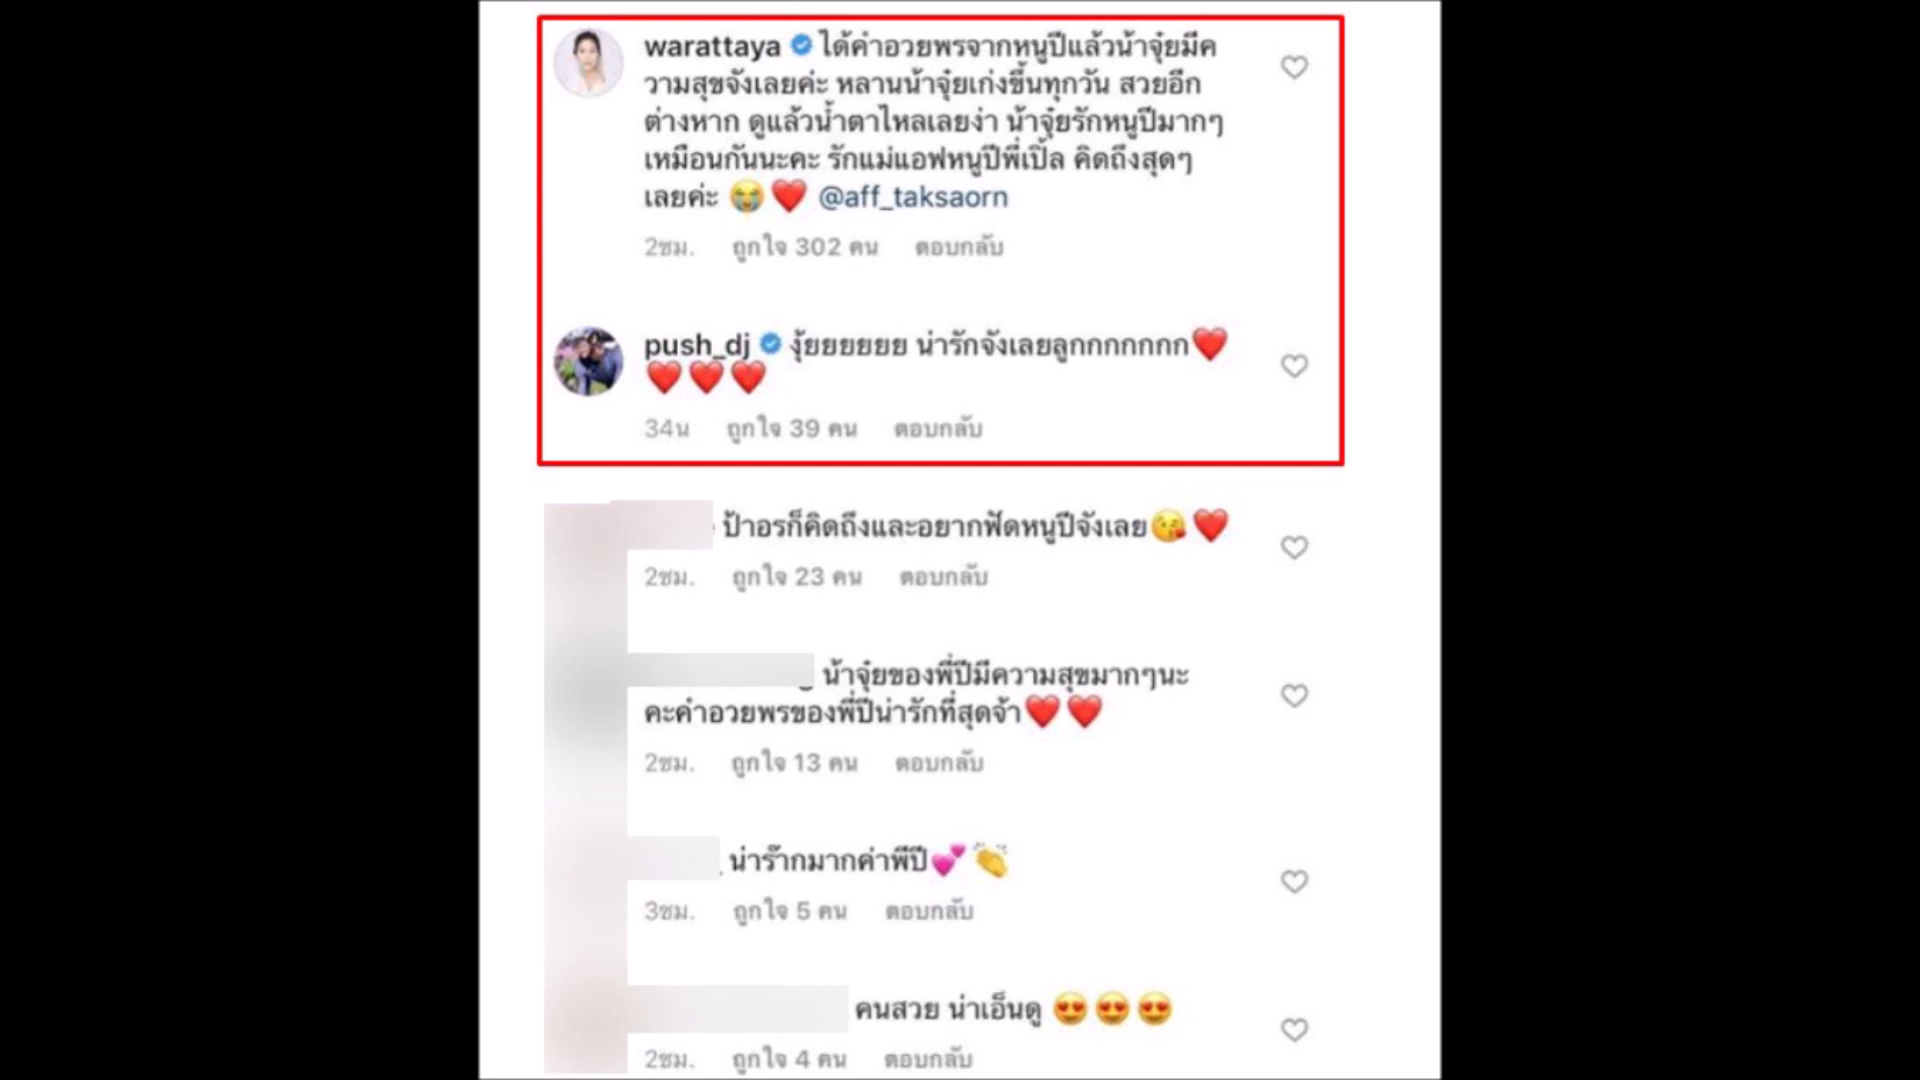 warattaya ได้คำอวยพรจากหนูปีแล้วน้าจุ๋ยมีค
วามสุขจังเลยค่ะ หลานน้าจุ๋ยเก่งขึ้นทุกวัน สวยอีก
ต่างหาก ดูแล้วน้ำตาไหลเลยง่า น้าจุ๋ยรักหนูปีมากๆ
เหมือนกันนะคะ รักแม่แอฟหนูปีพี่เปิ้ล คิดถึงสุดๆ
เลยค่ะ 😭❤️ @aff_taksaorn
2ชม. ถูกใจ 302 คน ตอบกลับ
push_dj งุ้ยยยยยย น่ารักจังเลยลูกกกกกกก❤️
❤️❤️❤️
34น ถูกใจ 39 คน ตอบกลับ
ป้าอรก็คิดถึงและอยากฟัดหนูปีจังเลย😘❤️
2ชม. ถูกใจ 23 คน ตอบกลับ
น้าจุ๋ยของพี่ปีมีความสุขมากๆนะ
คะคำอวยพรของพี่ปีน่ารักที่สุดจ้า❤️❤️
2ชม. ถูกใจ 13 คน ตอบกลับ
น่าร๊ากมากค่าพีปี💕👏
3ชม. ถูกใจ 5 คน ตอบกลับ
คนสวย น่าเอ็นดู 😍😍😍
2ชม. ถูกใจ 4 คน ตอบกลับ